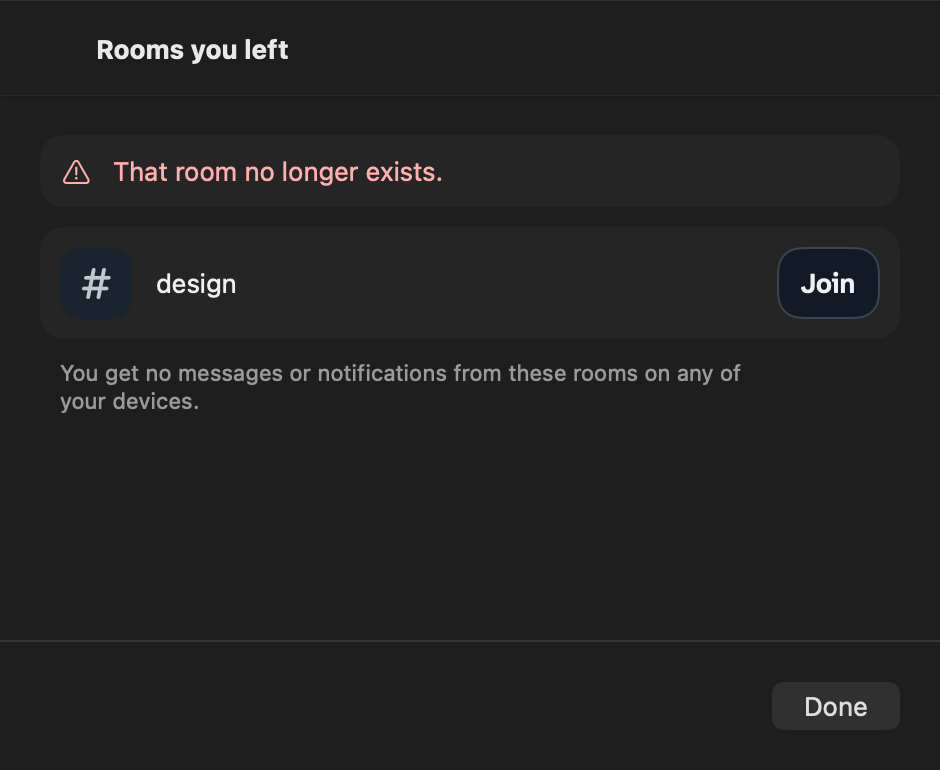 Rooms you left
That room no longer exists.
# design
Join
You get no messages or notifications from these rooms on any of
your devices.
Done